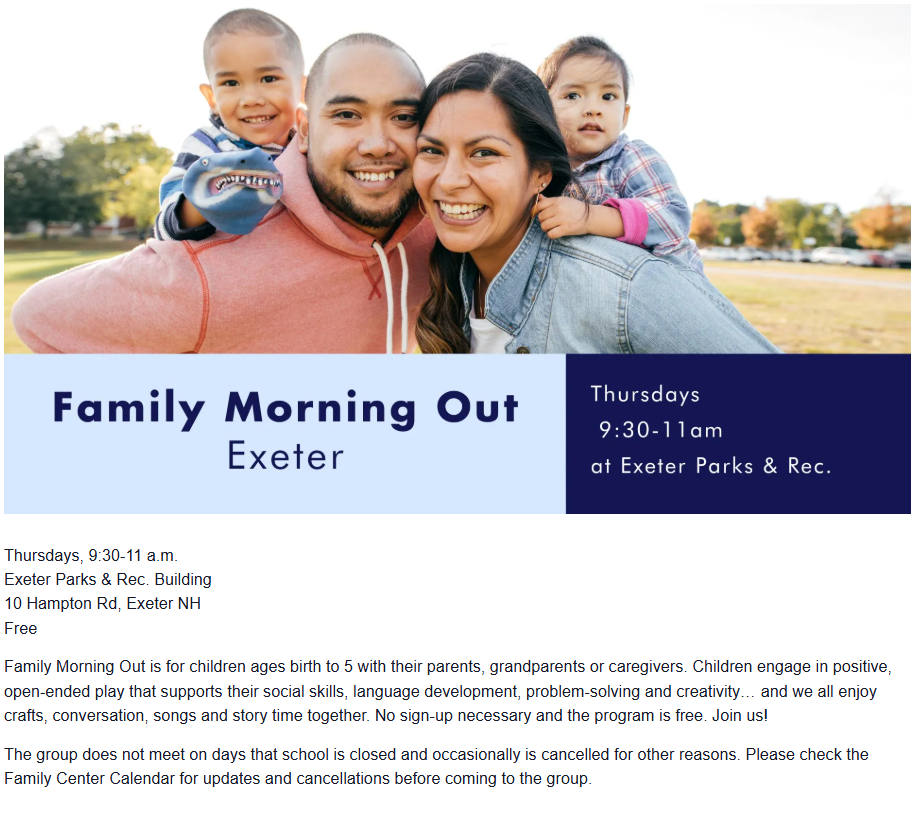 Family Morning Out
Exeter
Thursdays
9:30-11am
at Exeter Parks & Rec.
Thursdays, 9:30-11 a.m.
Exeter Parks & Rec. Building
10 Hampton Rd, Exeter NH
Free
Family Morning Out is for children ages birth to 5 with their parents, grandparents or caregivers. Children engage in positive,
open-ended play that supports their social skills, language development, problem-solving and creativity… and we all enjoy
crafts, conversation, songs and story time together. No sign-up necessary and the program is free. Join us!
The group does not meet on days that school is closed and occasionally is cancelled for other reasons. Please check the
Family Center Calendar for updates and cancellations before coming to the group.